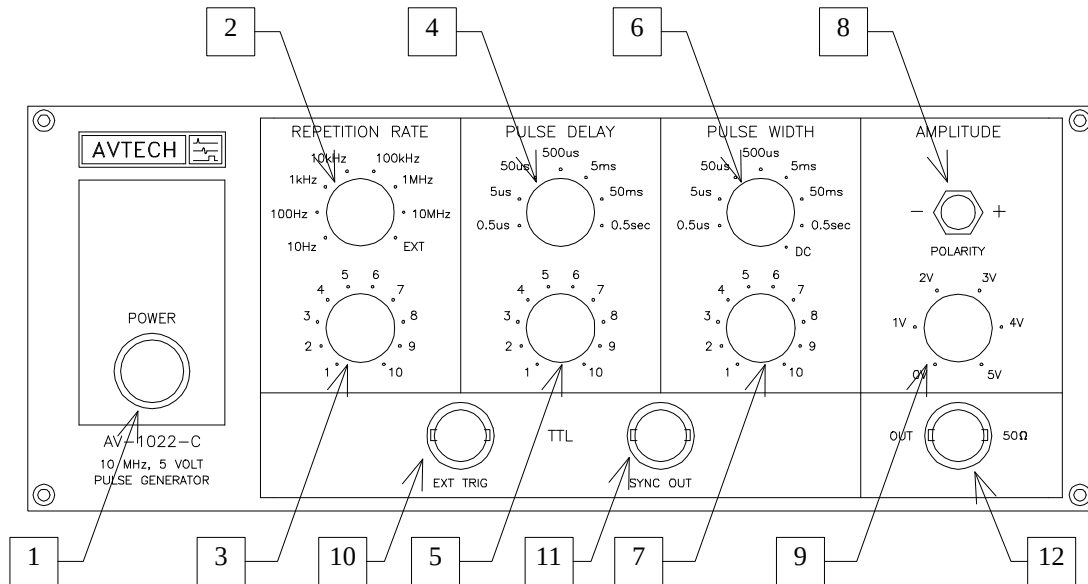 2
4
6
8
AVTECH
REPETITION RATE
PULSE DELAY
PULSE WIDTH
AMPLITUDE
10kHz 100kHz
1kHz 1MHz
100Hz 10MHz
10Hz EXT
500us
50us 5ms
5us 50ms
0.5us 0.5sec
500us
50us 5ms
5us 50ms
0.5us 0.5sec
DC
− +
POLARITY
POWER
5 6
4 7
3 8
2 9
1 10
5 6
4 7
3 8
2 9
1 10
5 6
4 7
3 8
2 9
1 10
2V 3V
1V 4V
0V 5V
AV-1022-C
10 MHz, 5 VOLT
PULSE GENERATOR
TTL
EXT TRIG
SYNC OUT
OUT
50Ω
1
3
10
5
11
7
9
12